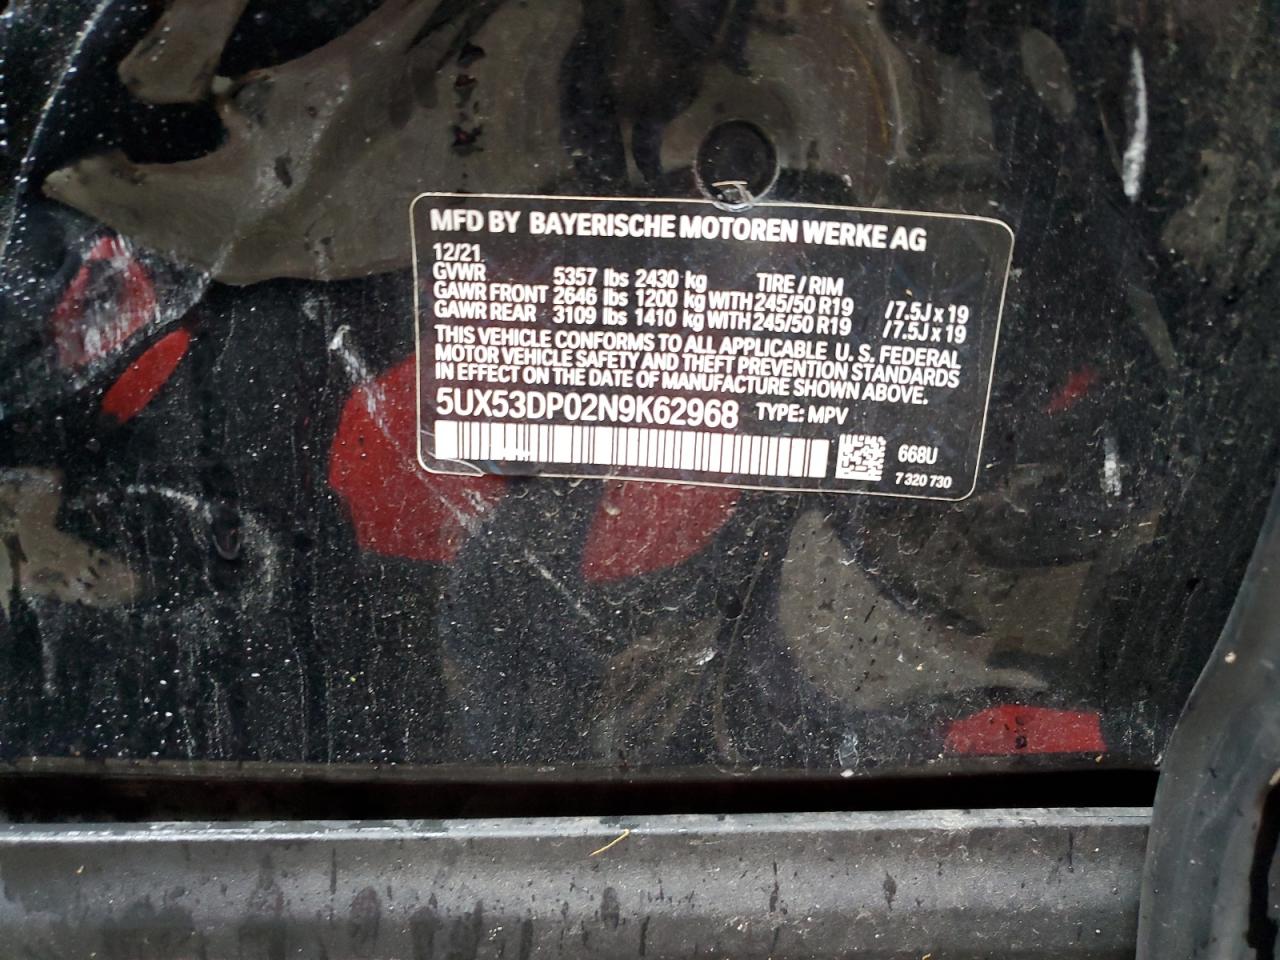 MFD BY BAYERISCHE MOTOREN WERKE AG
12/21
GVWR 5357 lbs 2430 kg TIRE / RIM
GAWR FRONT 2646 lbs 1200 kg WITH 245/50 R19 /7.5J x 19
GAWR REAR 3109 lbs 1410 kg WITH 245/50 R19 /7.5J x 19
THIS VEHICLE CONFORMS TO ALL APPLICABLE U. S. FEDERAL
MOTOR VEHICLE SAFETY AND THEFT PREVENTION STANDARDS
IN EFFECT ON THE DATE OF MANUFACTURE SHOWN ABOVE.
5UX53DP02N9K62968 TYPE: MPV
668U
7 320 730